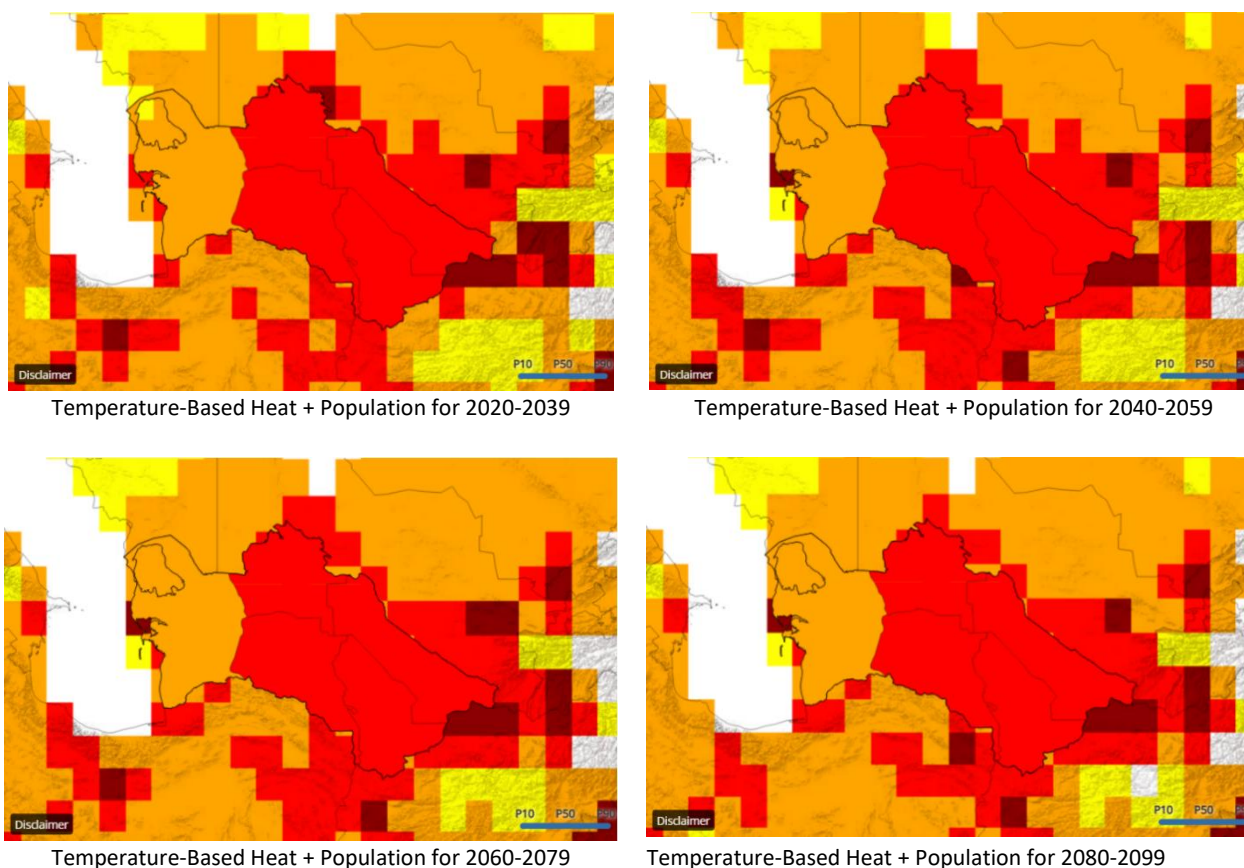 P10 P50 P90
Disclaimer
Temperature-Based Heat + Population for 2020-2039
P10 P50
Disclaimer
Temperature-Based Heat + Population for 2040-2059
P10 P50 P90
Disclaimer
Temperature-Based Heat + Population for 2060-2079
P10 P50
Disclaimer
Temperature-Based Heat + Population for 2080-2099